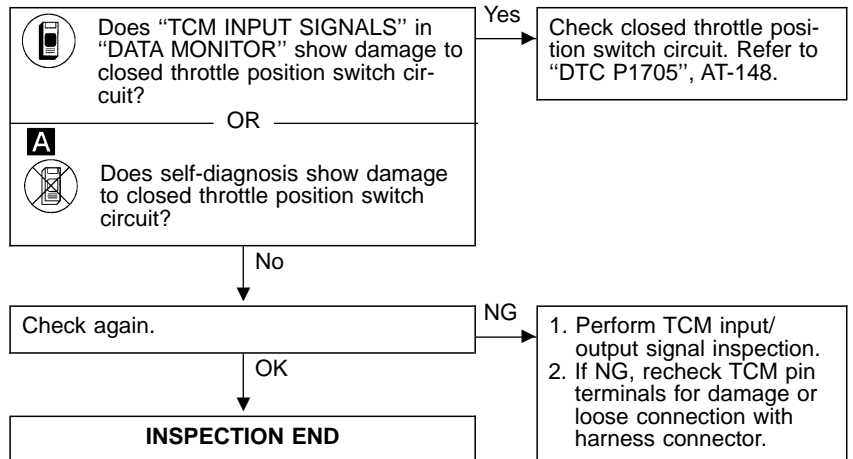 Does “TCM INPUT SIGNALS” in
“DATA MONITOR” show damage to
closed throttle position switch cir-
cuit?
OR
A
Does self-diagnosis show damage
to closed throttle position switch
circuit?
Yes
Check closed throttle posi-
tion switch circuit. Refer to
“DTC P1705”, AT-148.
No
Check again.
NG
1. Perform TCM input/
output signal inspection.
2. If NG, recheck TCM pin
terminals for damage or
loose connection with
harness connector.
OK
INSPECTION END